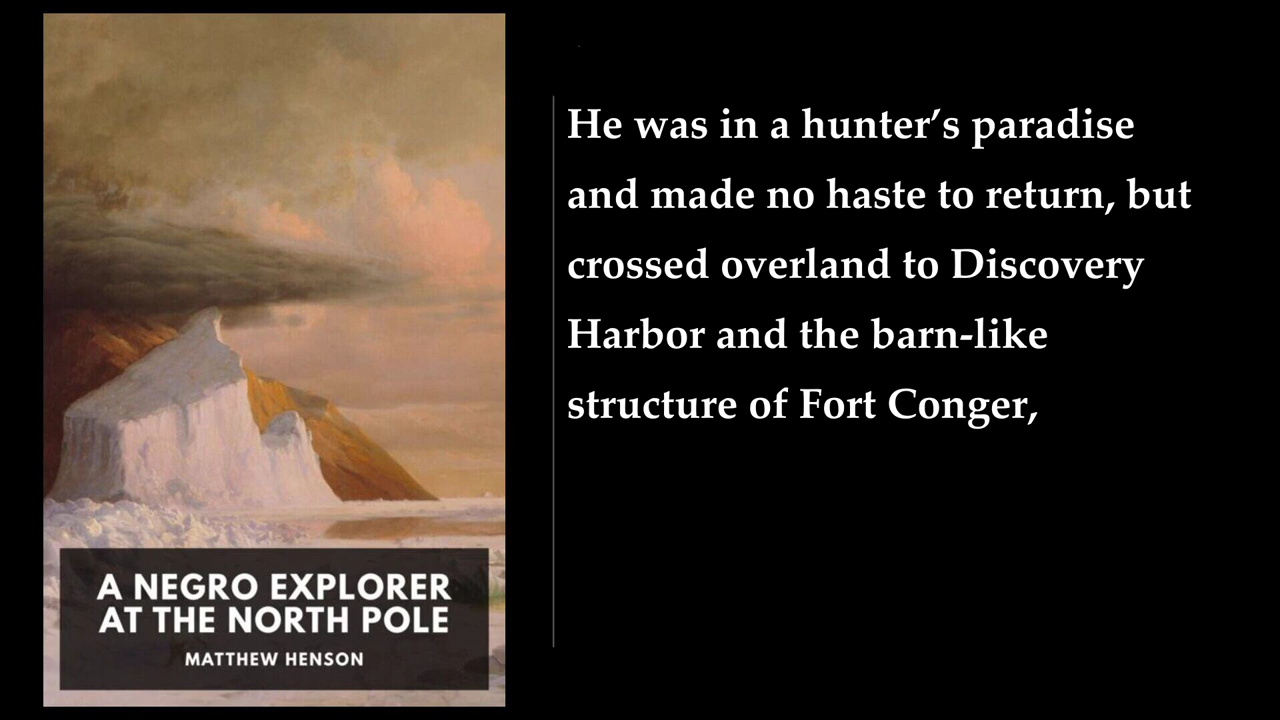 He was in a hunter’s paradise
and made no haste to return, but
crossed overland to Discovery
Harbor and the barn-like
structure of Fort Conger,
A NEGRO EXPLORER
AT THE NORTH POLE
MATTHEW HENSON